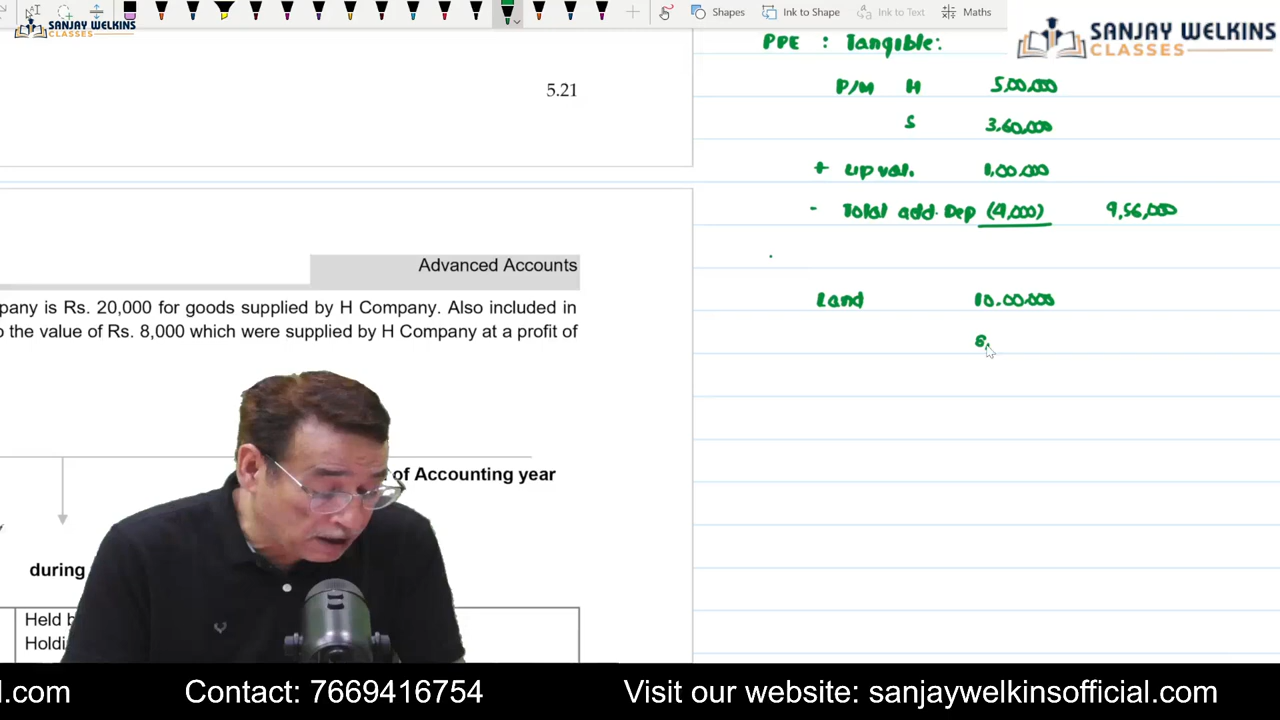 Shapes Ink to Shape Ink to Text Maths
SANJAY WELKINS
CLASSES
SANJAY WELKINS
CLASSES
5.21
Advanced Accounts
pany is Rs. 20,000 for goods supplied by H Company. Also included in
o the value of Rs. 8,000 which were supplied by H Company at a profit of
of Accounting year
during
Held b
Holdi
PPE : Tangible:
P/M H 5,00,000
S 3,60,000
+ up val. 1,00,000
- Total add. Dep (4,000) 9,56,000
Land 10,00,000
8,
l.com Contact: 7669416754 Visit our website: sanjaywelkinsofficial.com